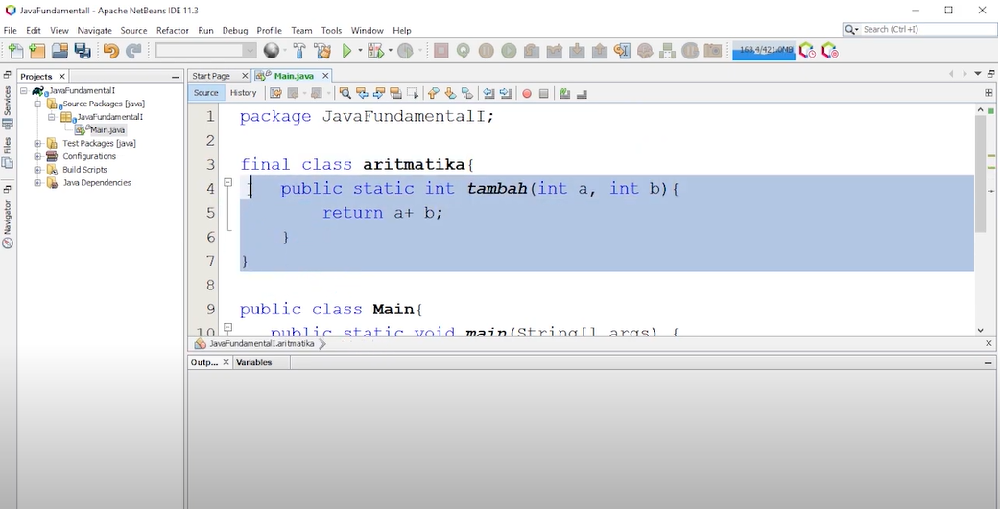 JavaFundamentalI - Apache NetBeans IDE 11.3
File Edit View Navigate Source Refactor Run Debug Profile Team Tools Window Help
Search (Ctrl+I)
163,4/421,0MB
Projects
Services
Files
Navigator
JavaFundamentalI
Source Packages [java]
JavaFundamentalI
Main.java
Test Packages [java]
Configurations
Build Scripts
Java Dependencies
Start Page Main.java
Source History
1 package JavaFundamentalI;
2
3 final class aritmatika{
4 public static int tambah(int a, int b){
5 return a+ b;
6 }
7 }
8
9 public class Main{
10 public static void main(String[] args) {
JavaFundamentalI.aritmatika
Outp... Variables